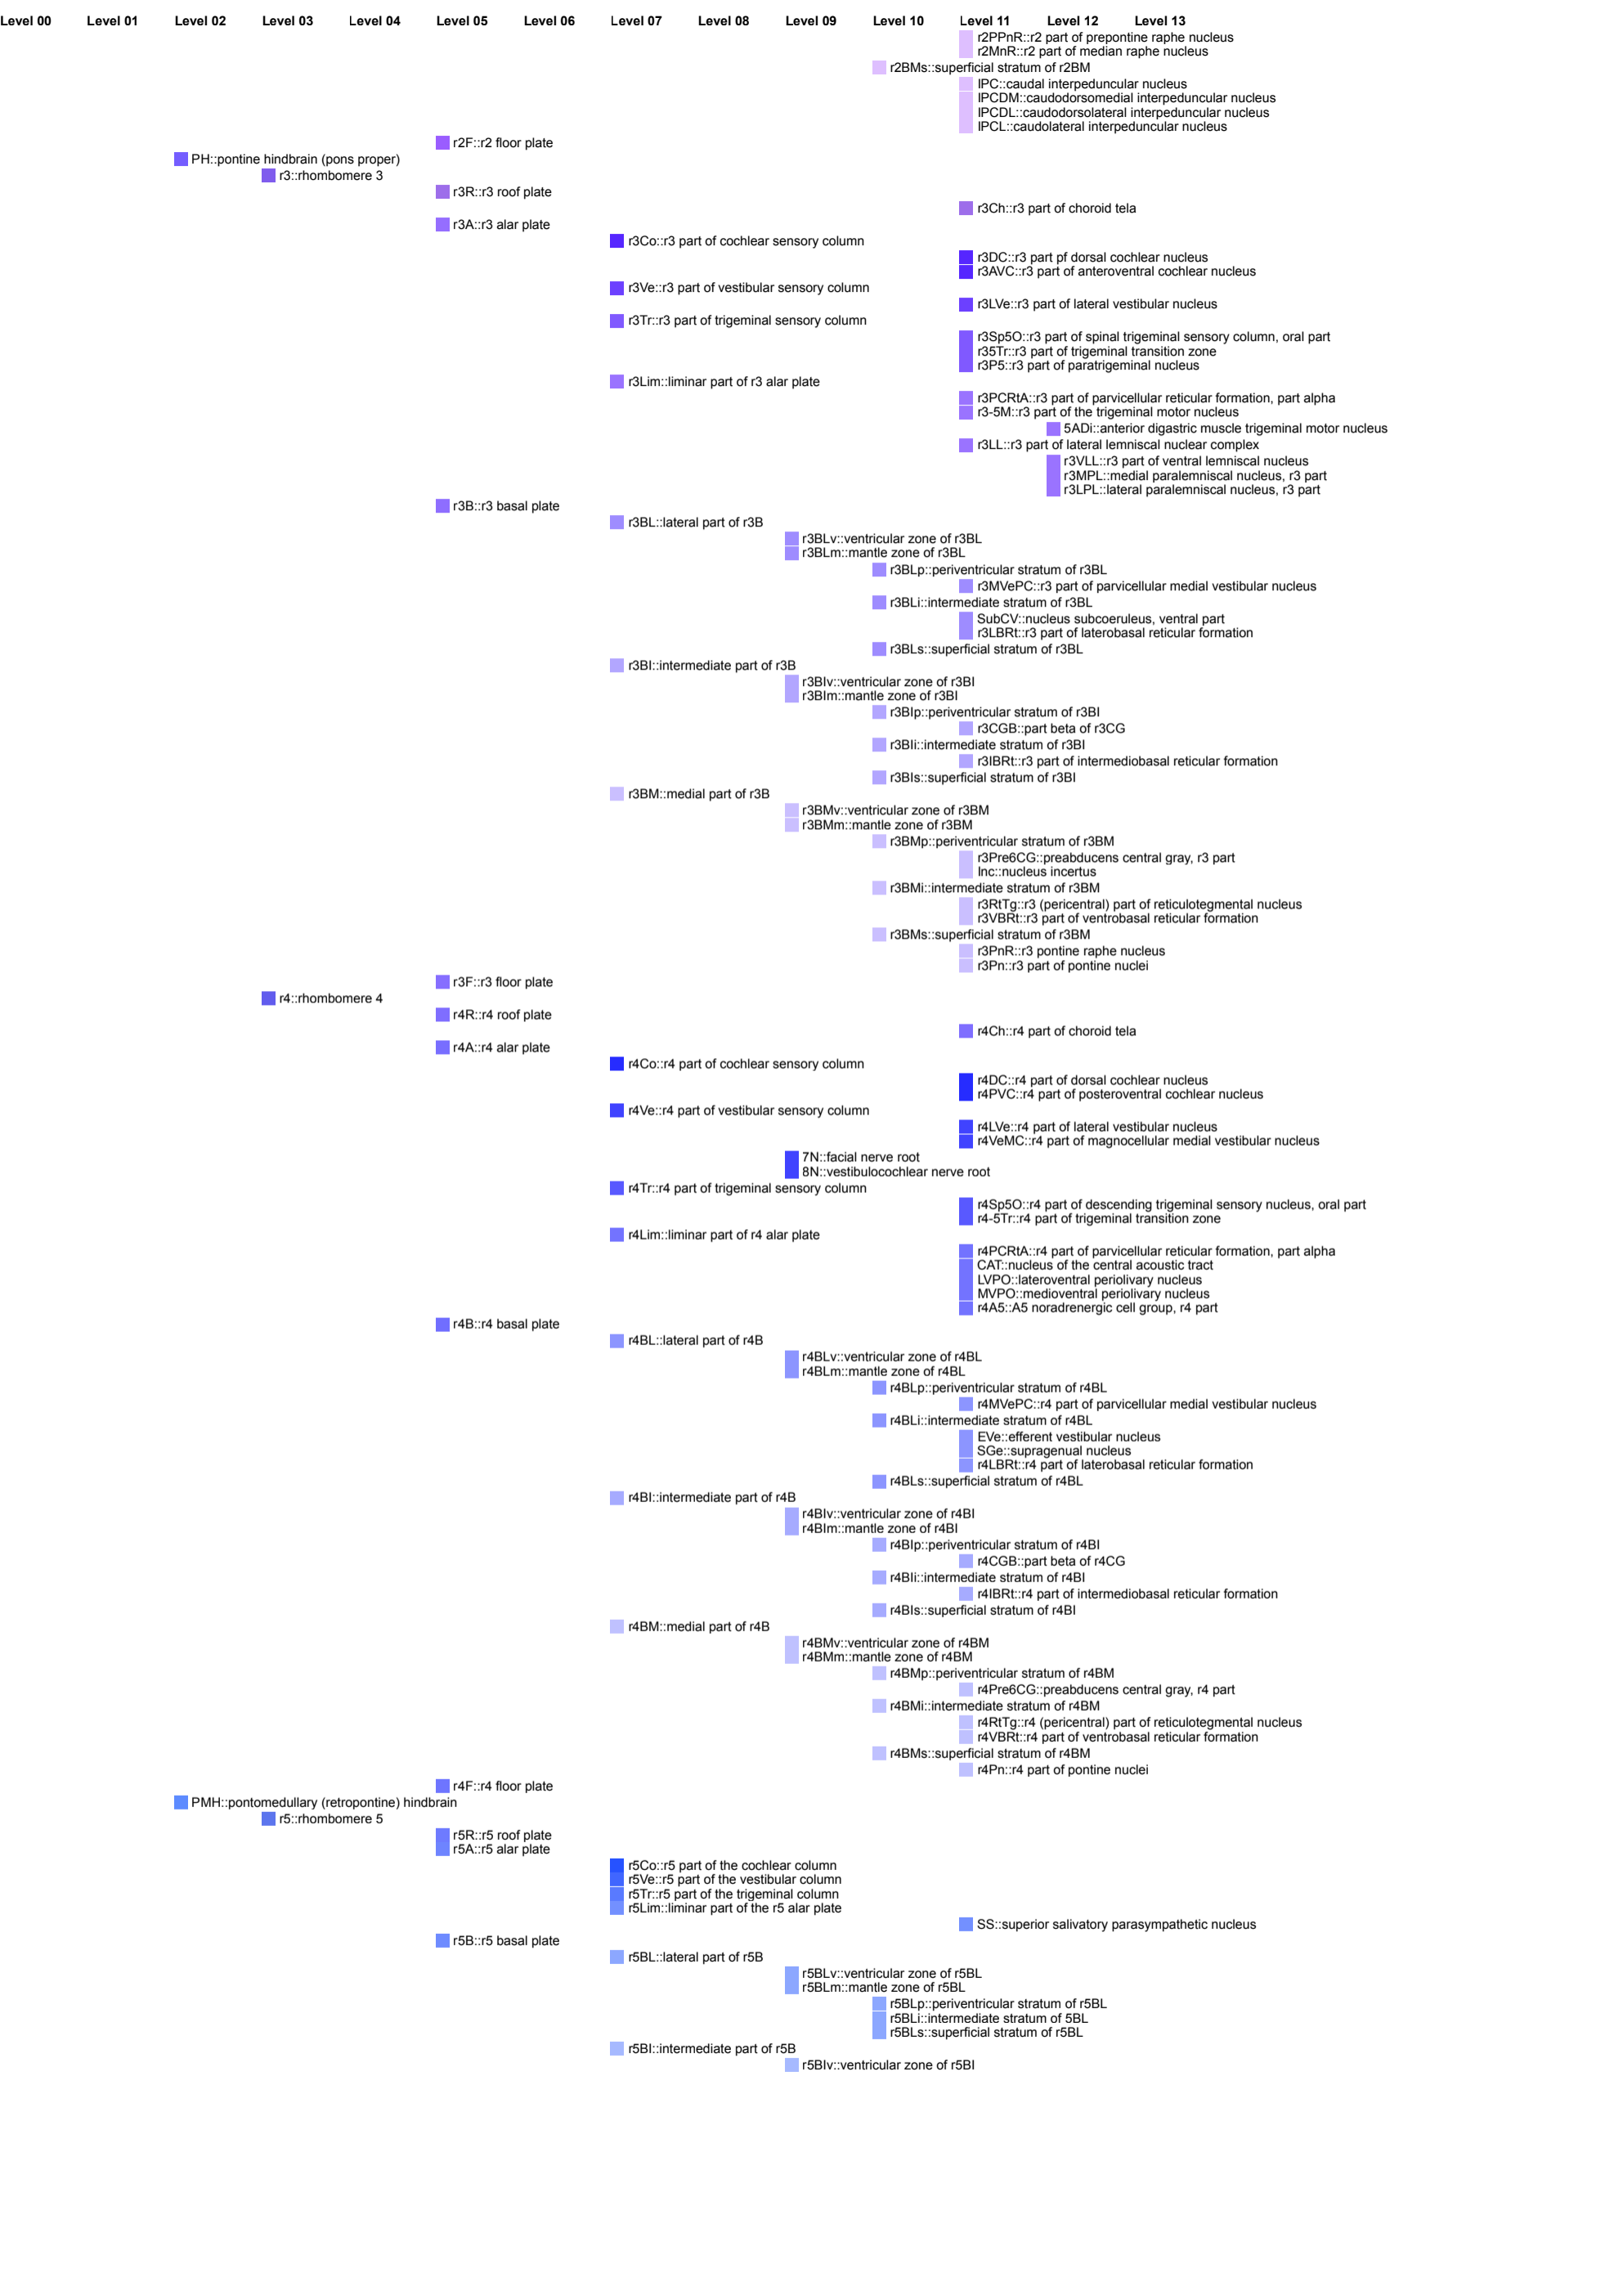 Level 00 Level 01 Level 02 Level 03 Level 04 Level 05 Level 06 Level 07 Level 08 Level 09 Level 10 Level 11 Level 12 Level 13
r2PPnR::r2 part of prepontine raphe nucleus
r2MnR::r2 part of median raphe nucleus
r2BMs::superficial stratum of r2BM
IPC::caudal interpeduncular nucleus
IPCDM::caudodorsomedial interpeduncular nucleus
IPCDL::caudodorsolateral interpeduncular nucleus
IPCL::caudolateral interpeduncular nucleus
r2F::r2 floor plate
PH::pontine hindbrain (pons proper)
r3::rhombomere 3
r3R::r3 roof plate
r3Ch::r3 part of choroid tela
r3A::r3 alar plate
r3Co::r3 part of cochlear sensory column
r3DC::r3 part pf dorsal cochlear nucleus
r3AVC::r3 part of anteroventral cochlear nucleus
r3Ve::r3 part of vestibular sensory column
r3LVe::r3 part of lateral vestibular nucleus
r3Tr::r3 part of trigeminal sensory column
r3Sp5O::r3 part of spinal trigeminal sensory column, oral part
r35Tr::r3 part of trigeminal transition zone
r3P5::r3 part of paratrigeminal nucleus
r3Lim::liminar part of r3 alar plate
r3PCRtA::r3 part of parvicellular reticular formation, part alpha
r3-5M::r3 part of the trigeminal motor nucleus
5ADi::anterior digastric muscle trigeminal motor nucleus
r3LL::r3 part of lateral lemniscal nuclear complex
r3VLL::r3 part of ventral lemniscal nucleus
r3MPL::medial paralemniscal nucleus, r3 part
r3LPL::lateral paralemniscal nucleus, r3 part
r3B::r3 basal plate
r3BL::lateral part of r3B
r3BLv::ventricular zone of r3BL
r3BLm::mantle zone of r3BL
r3BLp::periventricular stratum of r3BL
r3MVePC::r3 part of parvicellular medial vestibular nucleus
r3BLi::intermediate stratum of r3BL
SubCV::nucleus subcoeruleus, ventral part
r3LBRt::r3 part of laterobasal reticular formation
r3BLs::superficial stratum of r3BL
r3BI::intermediate part of r3B
r3BIv::ventricular zone of r3BI
r3BIm::mantle zone of r3BI
r3BIp::periventricular stratum of r3BI
r3CGB::part beta of r3CG
r3BIi::intermediate stratum of r3BI
r3IBRt::r3 part of intermediobasal reticular formation
r3BIs::superficial stratum of r3BI
r3BM::medial part of r3B
r3BMv::ventricular zone of r3BM
r3BMm::mantle zone of r3BM
r3BMp::periventricular stratum of r3BM
r3Pre6CG::preabducens central gray, r3 part
Inc::nucleus incertus
r3BMi::intermediate stratum of r3BM
r3RtTg::r3 (pericentral) part of reticulotegmental nucleus
r3VBRt::r3 part of ventrobasal reticular formation
r3BMs::superficial stratum of r3BM
r3PnR::r3 pontine raphe nucleus
r3Pn::r3 part of pontine nuclei
r3F::r3 floor plate
r4::rhombomere 4
r4R::r4 roof plate
r4Ch::r4 part of choroid tela
r4A::r4 alar plate
r4Co::r4 part of cochlear sensory column
r4DC::r4 part of dorsal cochlear nucleus
r4PVC::r4 part of posteroventral cochlear nucleus
r4Ve::r4 part of vestibular sensory column
r4LVe::r4 part of lateral vestibular nucleus
r4VeMC::r4 part of magnocellular medial vestibular nucleus
7N::facial nerve root
8N::vestibulocochlear nerve root
r4Tr::r4 part of trigeminal sensory column
r4Sp5O::r4 part of descending trigeminal sensory nucleus, oral part
r4-5Tr::r4 part of trigeminal transition zone
r4Lim::liminar part of r4 alar plate
r4PCRtA::r4 part of parvicellular reticular formation, part alpha
CAT::nucleus of the central acoustic tract
LVPO::lateroventral periolivary nucleus
MVPO::medioventral periolivary nucleus
r4A5::A5 noradrenergic cell group, r4 part
r4B::r4 basal plate
r4BL::lateral part of r4B
r4BLv::ventricular zone of r4BL
r4BLm::mantle zone of r4BL
r4BLp::periventricular stratum of r4BL
r4MVePC::r4 part of parvicellular medial vestibular nucleus
r4BLi::intermediate stratum of r4BL
EVe::efferent vestibular nucleus
SGe::supragenual nucleus
r4LBRt::r4 part of laterobasal reticular formation
r4BLs::superficial stratum of r4BL
r4BI::intermediate part of r4B
r4BIv::ventricular zone of r4BI
r4BIm::mantle zone of r4BI
r4BIp::periventricular stratum of r4BI
r4CGB::part beta of r4CG
r4BIi::intermediate stratum of r4BI
r4IBRt::r4 part of intermediobasal reticular formation
r4BIs::superficial stratum of r4BI
r4BM::medial part of r4B
r4BMv::ventricular zone of r4BM
r4BMm::mantle zone of r4BM
r4BMp::periventricular stratum of r4BM
r4Pre6CG::preabducens central gray, r4 part
r4BMi::intermediate stratum of r4BM
r4RtTg::r4 (pericentral) part of reticulotegmental nucleus
r4VBRt::r4 part of ventrobasal reticular formation
r4BMs::superficial stratum of r4BM
r4Pn::r4 part of pontine nuclei
r4F::r4 floor plate
PMH::pontomedullary (retropontine) hindbrain
r5::rhombomere 5
r5R::r5 roof plate
r5A::r5 alar plate
r5Co::r5 part of the cochlear column
r5Ve::r5 part of the vestibular column
r5Tr::r5 part of the trigeminal column
r5Lim::liminar part of the r5 alar plate
SS::superior salivatory parasympathetic nucleus
r5B::r5 basal plate
r5BL::lateral part of r5B
r5BLv::ventricular zone of r5BL
r5BLm::mantle zone of r5BL
r5BLp::periventricular stratum of r5BL
r5BLi::intermediate stratum of 5BL
r5BLs::superficial stratum of r5BL
r5BI::intermediate part of r5B
r5BIv::ventricular zone of r5BI